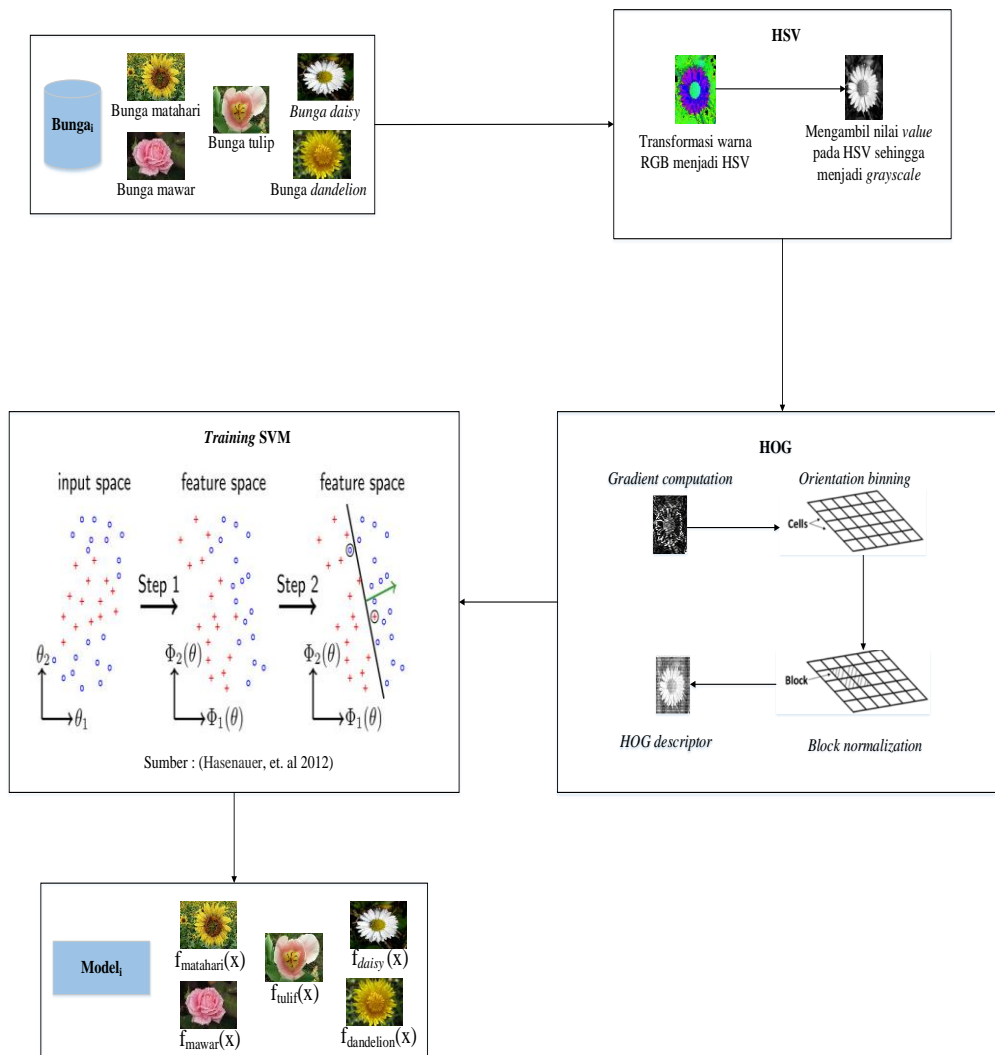 Bunga_i
Bunga matahari
Bunga mawar
Bunga tulip
Bunga daisy
Bunga dandelion
HSV
Transformasi warna
RGB menjadi HSV
Mengambil nilai value
pada HSV sehingga
menjadi grayscale
HOG
Gradient computation
Orientation binning
Cells
Block
HOG descriptor
Block normalization
Training SVM
input space
feature space
feature space
Step 1
Step 2
θ₂
θ₁
Φ₂(θ)
Φ₁(θ)
Φ₂(θ)
Φ₁(θ)
Sumber : (Hasenauer, et. al 2012)
Model_i
f_matahari(x)
f_mawar(x)
f_tulif(x)
f_daisy (x)
f_dandelion(x)